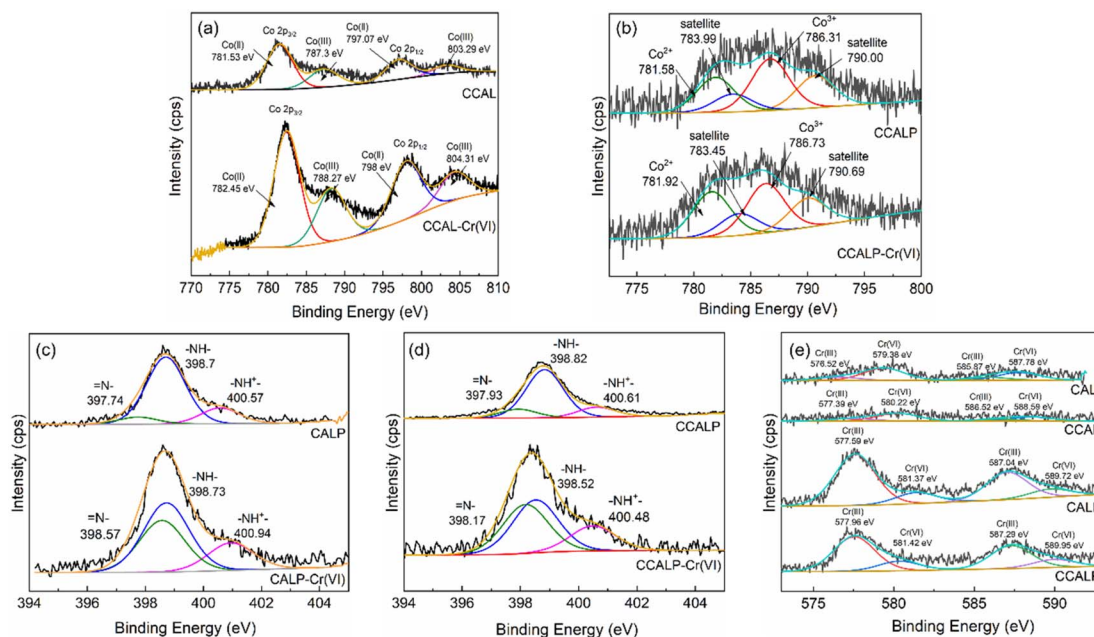 (a)
Co(II)
781.53 eV
Co 2p3/2
Co(III)
787.3 eV
Co(II)
797.07 eV
Co 2p1/2
Co(III)
803.29 eV
CCAL
Co 2p3/2
Co(II)
782.45 eV
Co(III)
788.27 eV
Co(II)
798 eV
Co 2p1/2
Co(III)
804.31 eV
CCAL-Cr(VI)
Intensity (cps)
770 775 780 785 790 795 800 805 810
Binding Energy (eV)
(b)
satellite
783.99
Co2+
781.58
Co3+
786.31
satellite
790.00
CCALP
satellite
783.45
Co2+
781.92
Co3+
786.73
satellite
790.69
CCALP-Cr(VI)
Intensity (cps)
775 780 785 790 795 800
Binding Energy (eV)
(c)
-NH-
398.7
=N-
397.74
-NH+-
400.57
CALP
-NH-
398.73
=N-
398.57
-NH+-
400.94
CALP-Cr(VI)
Intensity (cps)
394 396 398 400 402 404
Binding Energy (eV)
(d)
-NH-
398.82
=N-
397.93
-NH+-
400.61
CCALP
-NH-
398.52
=N-
398.17
-NH+-
400.48
CCALP-Cr(VI)
Intensity (cps)
394 396 398 400 402 404
Binding Energy (eV)
(e)
Cr(III)
576.52 eV
Cr(VI)
579.38 eV
Cr(III)
585.87 eV
Cr(VI)
587.78 eV
CAL
Cr(III)
577.39 eV
Cr(VI)
580.22 eV
Cr(III)
586.52 eV
Cr(VI)
588.59 eV
Cr(III)
577.59 eV
Cr(VI)
581.37 eV
Cr(III)
587.04 eV
Cr(VI)
589.72 eV
Cr(III)
577.96 eV
Cr(VI)
581.42 eV
Cr(III)
587.29 eV
Cr(VI)
589.95 eV
Intensity (cps)
575 580 585 590
Binding Energy (eV)